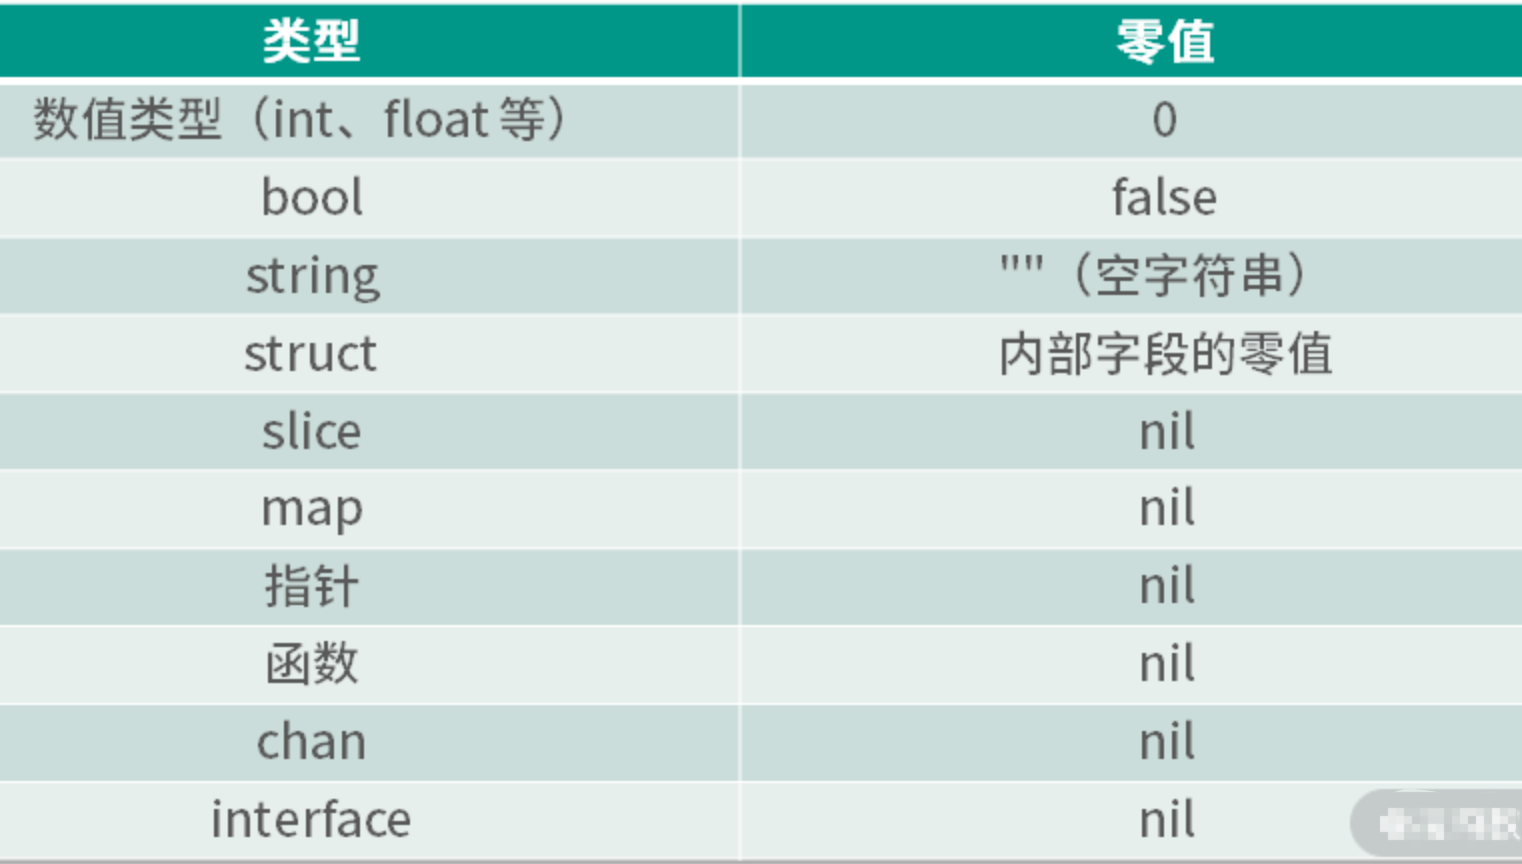 类型 零值
数值类型（int、float 等） 0
bool false
string ""（空字符串）
struct 内部字段的零值
slice nil
map nil
指针 nil
函数 nil
chan nil
interface nil